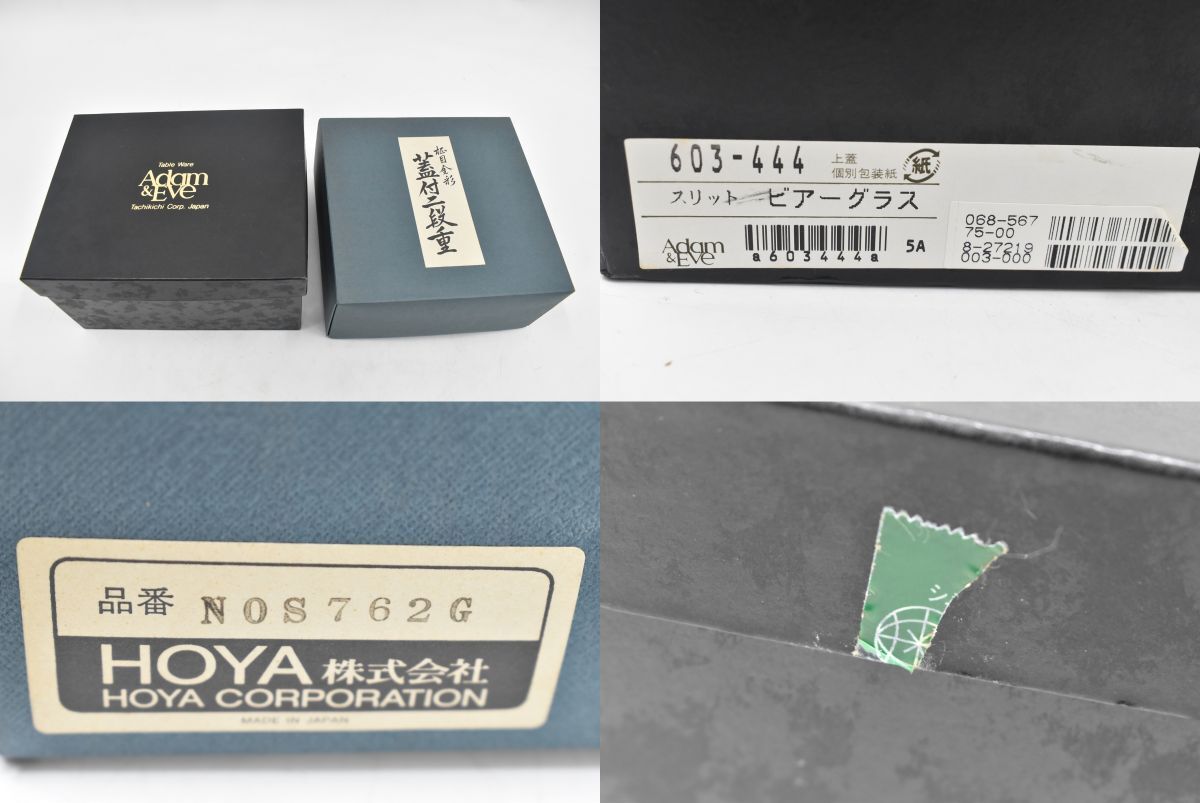 Table Ware
Adam
&Eve
Tachikichi Corp. Japan
柾目金彩
蓋付二段重
603-444
上蓋
個別包装紙
紙
スリット ビアーグラス
Adam
&Eve
a603444a
5A
068-567
75-00
8-27219
003-000
品番 NOS762G
HOYA 株式会社
HOYA CORPORATION
MADE IN JAPAN
シ